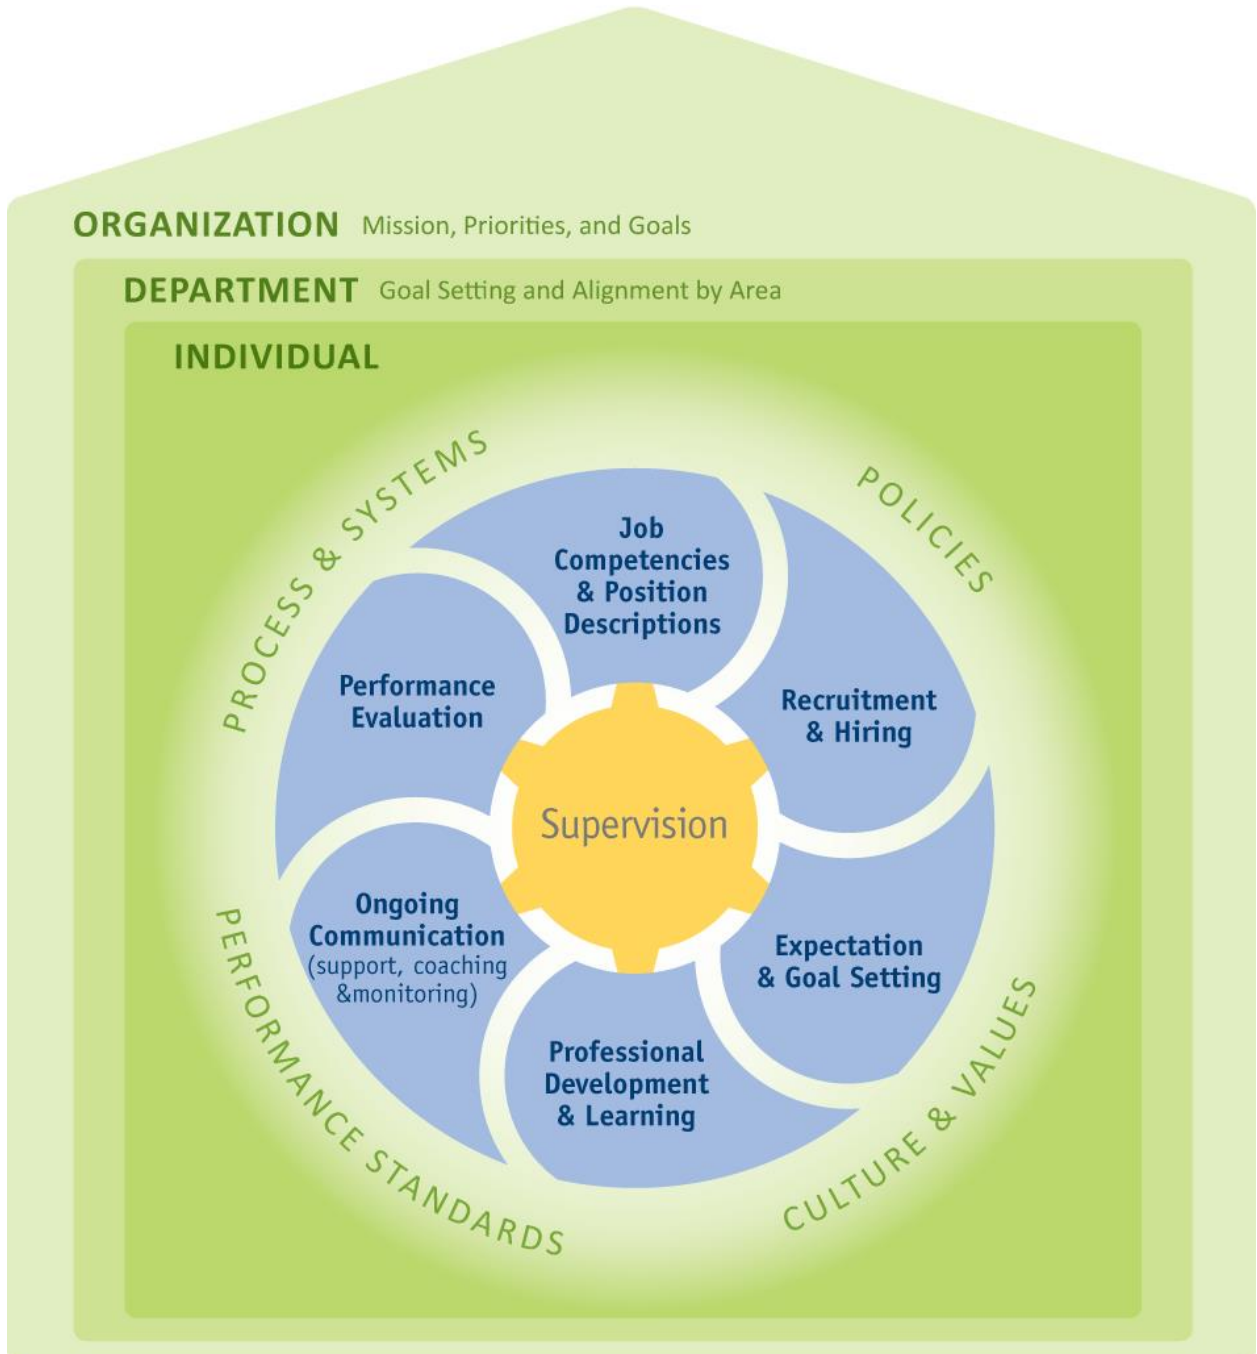 ORGANIZATION Mission, Priorities, and Goals
DEPARTMENT Goal Setting and Alignment by Area
INDIVIDUAL
PROCESS & SYSTEMS
POLICIES
Job
Competencies
& Position
Descriptions
Performance
Evaluation
Recruitment
& Hiring
Supervision
Ongoing
Communication
(support, coaching
&monitoring)
Expectation
& Goal Setting
Professional
Development
& Learning
PERFORMANCE STANDARDS
CULTURE & VALUES